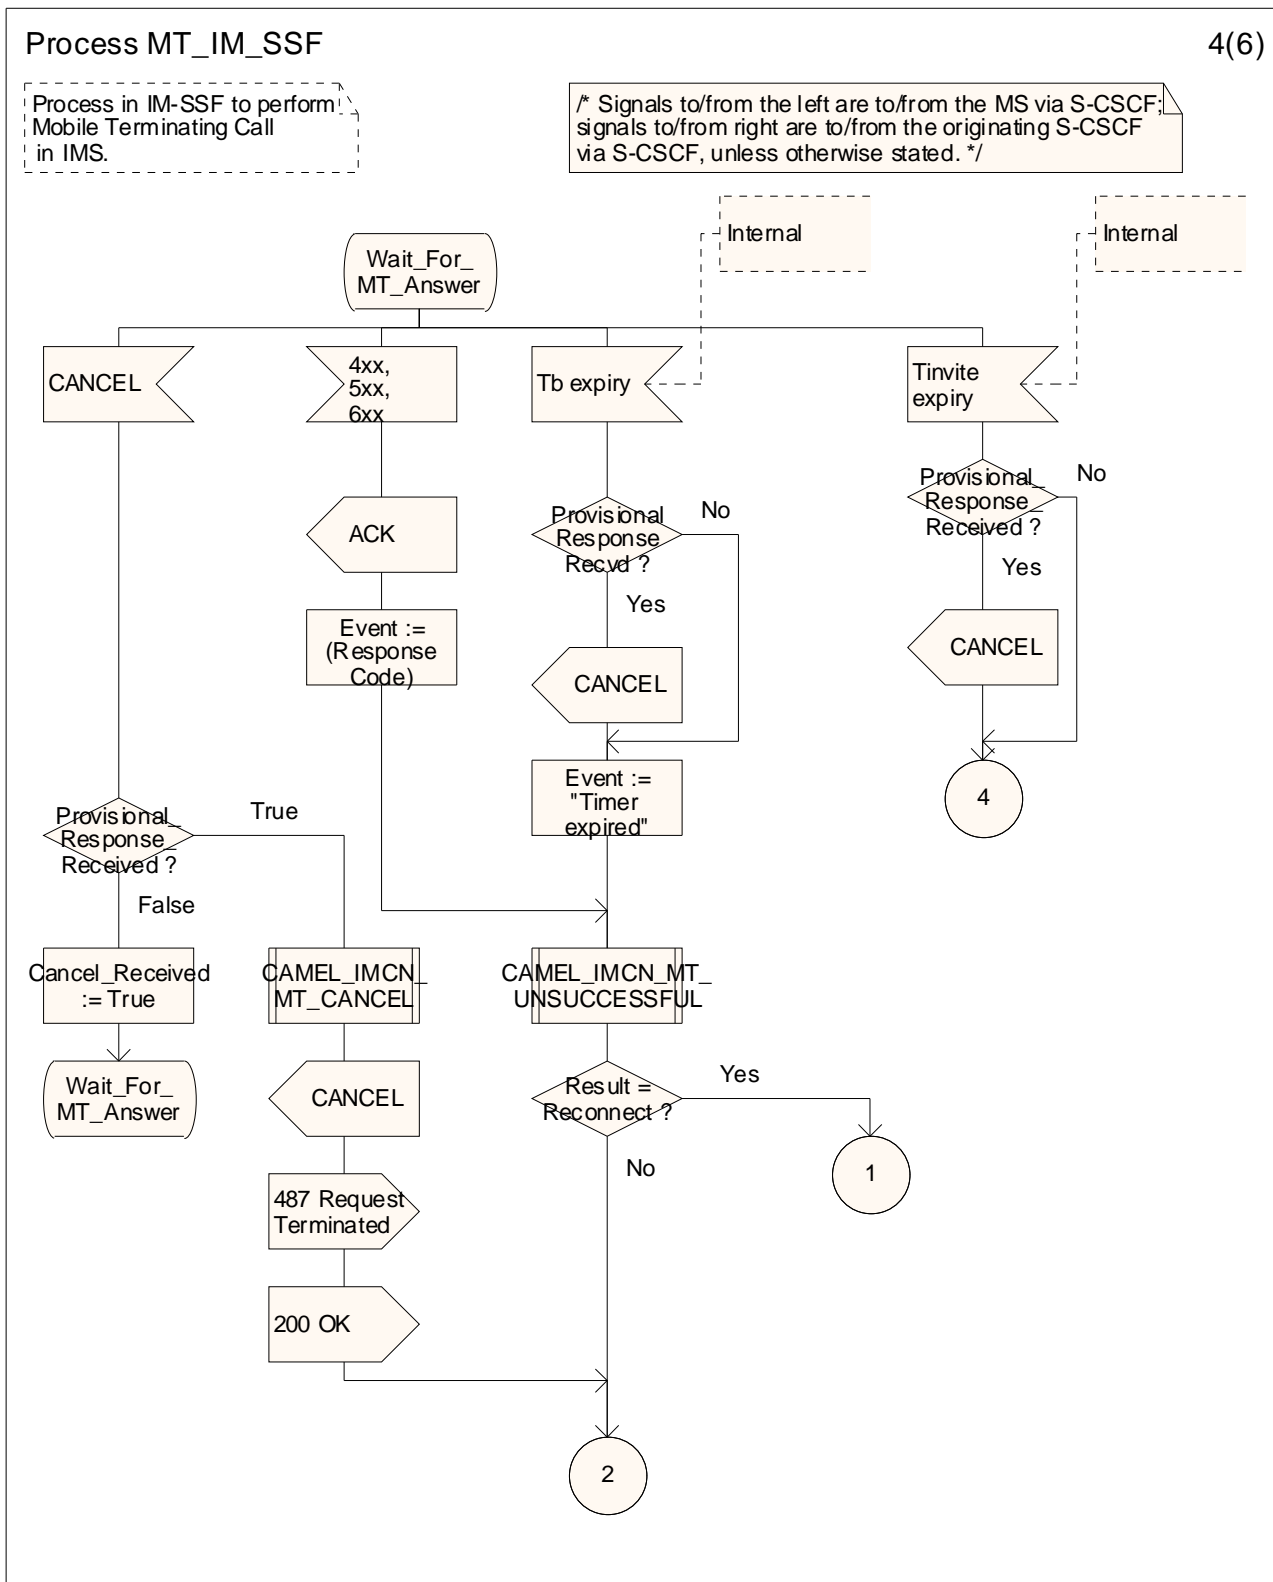 Process MT_IM_SSF
4(6)
Process in IM-SSF to perform
Mobile Terminating Call
in IMS.
/* Signals to/from the left are to/from the MS via S-CSCF;
signals to/from right are to/from the originating S-CSCF
via S-CSCF, unless otherwise stated. */
Internal
Internal
Wait_For_
MT_Answer
CANCEL
4xx,
5xx,
6xx
Tb expiry
Tinvite
expiry
Provisional_
Response_
Received ?
No
Yes
ACK
Provisional
Response
Recvd ?
No
Yes
Event :=
(Response
Code)
CANCEL
CANCEL
Event :=
"Timer
expired"
4
Provisional_
Response_
Received ?
True
False
Cancel_Received
:= True
CAMEL_IMCN_
MT_CANCEL
CAMEL_IMCN_MT_
UNSUCCESSFUL
Wait_For_
MT_Answer
CANCEL
Result =
Reconnect ?
Yes
No
1
487 Request
Terminated
200 OK
2